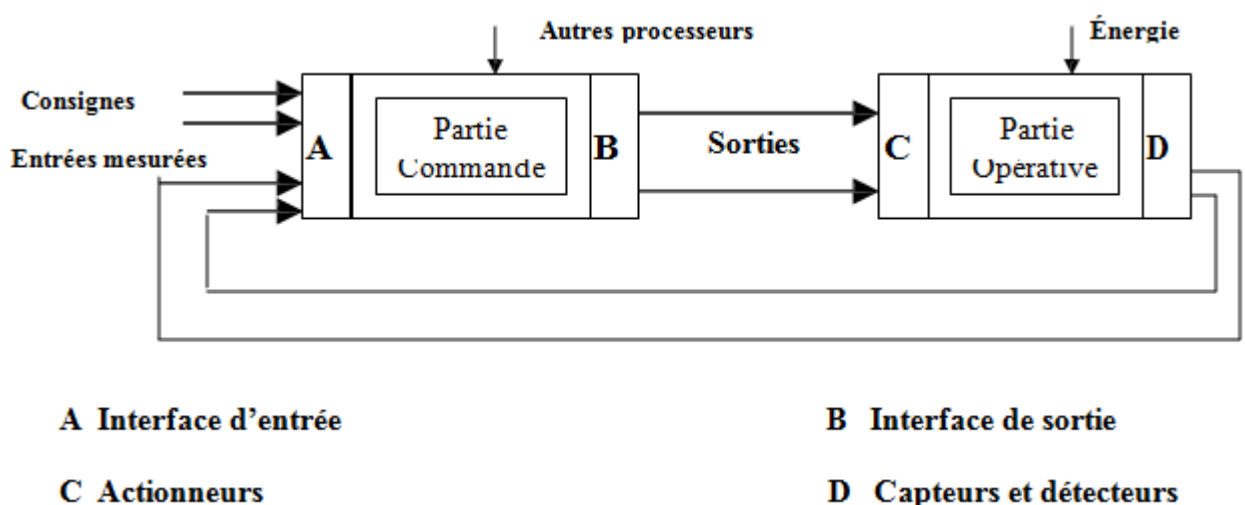 Autres processeurs
Énergie
Consignes
Entrées mesurées
A
Partie
Commande
B
Sorties
C
Partie
Opérative
D
A Interface d’entrée
B Interface de sortie
C Actionneurs
D Capteurs et détecteurs